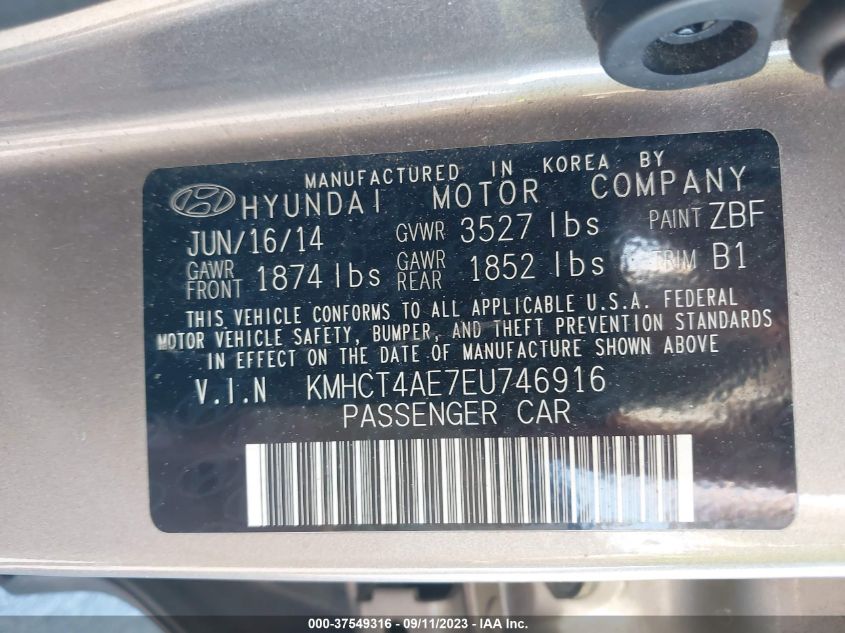 MANUFACTURED IN KOREA BY
HYUNDAI MOTOR COMPANY
JUN/16/14 GVWR 3527 lbs PAINT ZBF
GAWR FRONT 1874 lbs GAWR REAR 1852 lbs TRIM B1
THIS VEHICLE CONFORMS TO ALL APPLICABLE U.S.A. FEDERAL
MOTOR VEHICLE SAFETY, BUMPER, AND THEFT PREVENTION STANDARDS
IN EFFECT ON THE DATE OF MANUFACTURE SHOWN ABOVE
V.I.N KMHCT4AE7EU746916
PASSENGER CAR
000-37549316 - 09/11/2023 - IAA Inc.